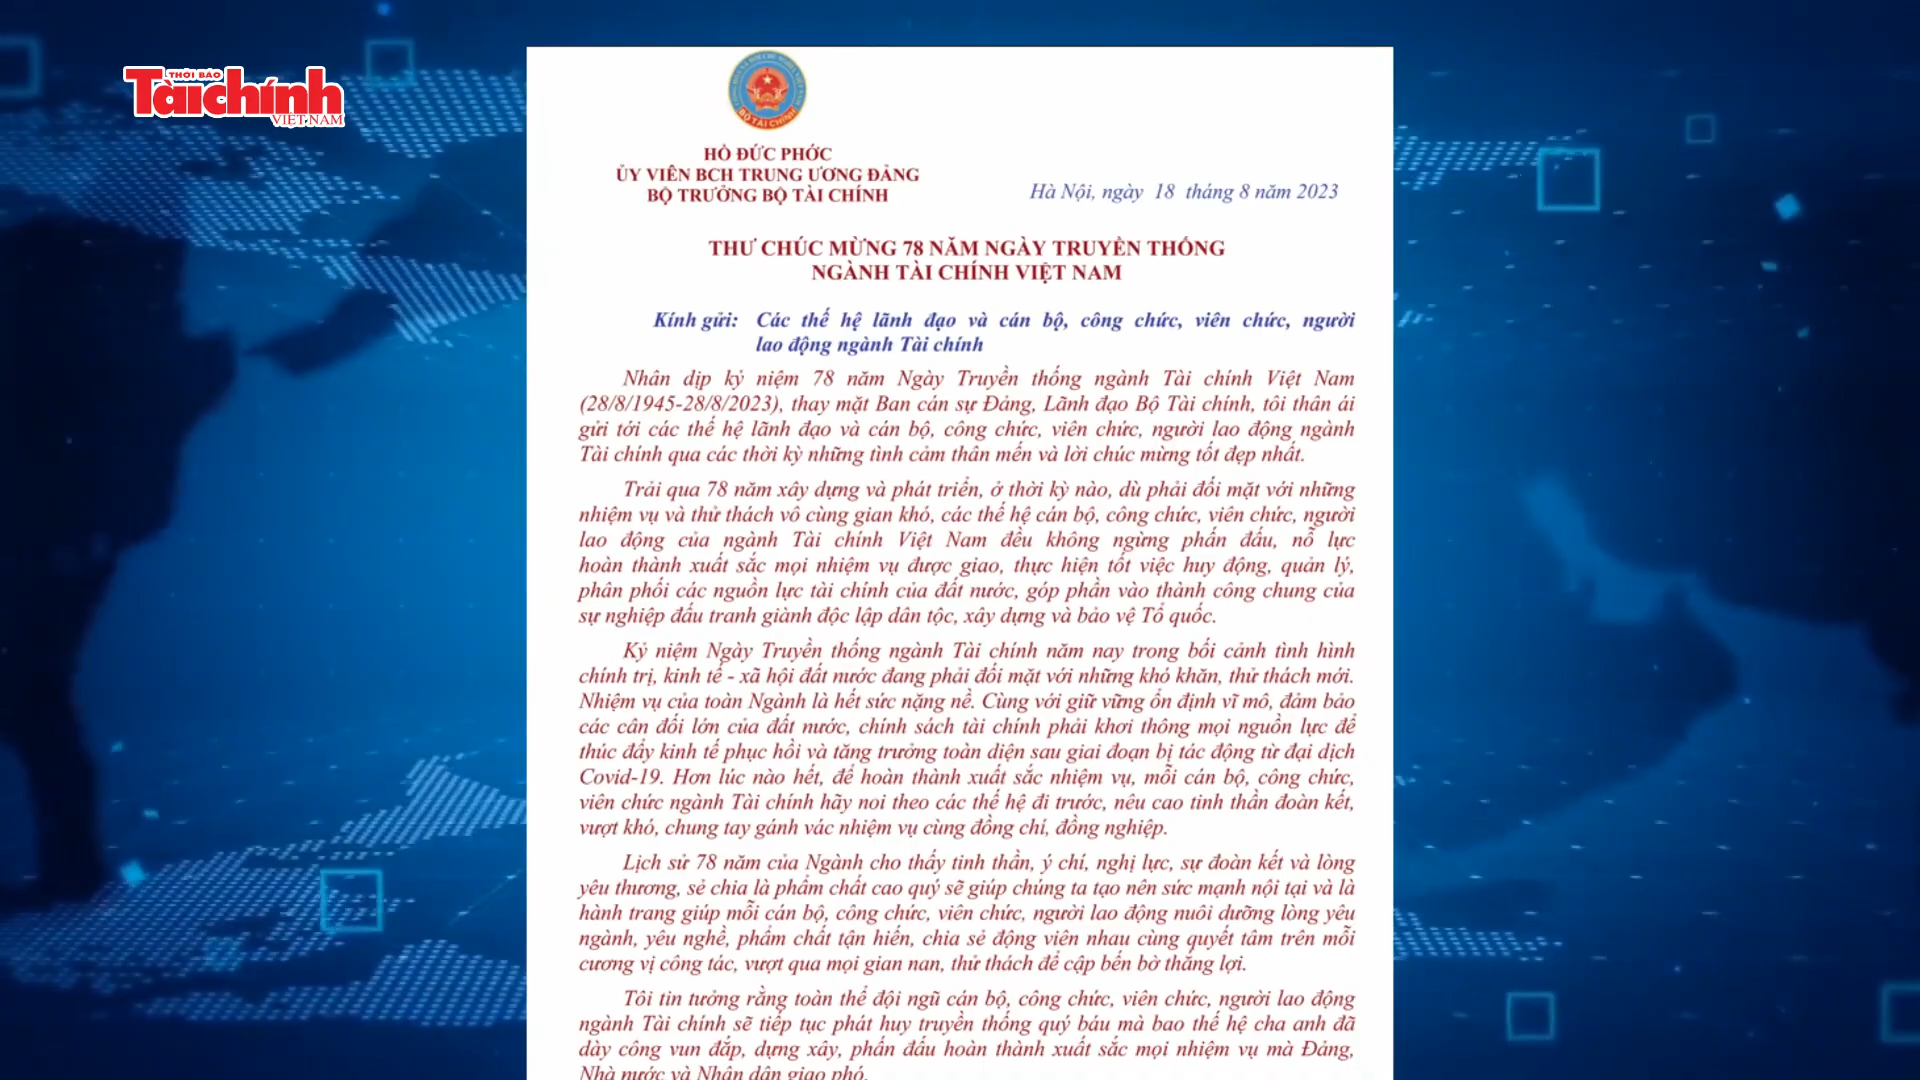 THỜI BÁO
Tàichính
VIỆT NAM
BỘ TÀI CHÍNH
HỒ ĐỨC PHỚC
ỦY VIÊN BCH TRUNG ƯƠNG ĐẢNG
BỘ TRƯỞNG BỘ TÀI CHÍNH
Hà Nội, ngày 18 tháng 8 năm 2023
THƯ CHÚC MỪNG 78 NĂM NGÀY TRUYỀN THỐNG
NGÀNH TÀI CHÍNH VIỆT NAM
Kính gửi: Các thế hệ lãnh đạo và cán bộ, công chức, viên chức, người
lao động ngành Tài chính
Nhân dịp kỷ niệm 78 năm Ngày Truyền thống ngành Tài chính Việt Nam
(28/8/1945-28/8/2023), thay mặt Ban cán sự Đảng, Lãnh đạo Bộ Tài chính, tôi thân ái
gửi tới các thế hệ lãnh đạo và cán bộ, công chức, viên chức, người lao động ngành
Tài chính qua các thời kỳ những tình cảm thân mến và lời chúc mừng tốt đẹp nhất.
Trải qua 78 năm xây dựng và phát triển, ở thời kỳ nào, dù phải đối mặt với những
nhiệm vụ và thử thách vô cùng gian khó, các thế hệ cán bộ, công chức, viên chức, người
lao động của ngành Tài chính Việt Nam đều không ngừng phấn đấu, nỗ lực
hoàn thành xuất sắc mọi nhiệm vụ được giao, thực hiện tốt việc huy động, quản lý,
phân phối các nguồn lực tài chính của đất nước, góp phần vào thành công chung của
sự nghiệp đấu tranh giành độc lập dân tộc, xây dựng và bảo vệ Tổ quốc.
Kỷ niệm Ngày Truyền thống ngành Tài chính năm nay trong bối cảnh tình hình
chính trị, kinh tế - xã hội đất nước đang phải đối mặt với những khó khăn, thử thách mới.
Nhiệm vụ của toàn Ngành là hết sức nặng nề. Cùng với giữ vững ổn định vĩ mô, đảm bảo
các cân đối lớn của đất nước, chính sách tài chính phải khơi thông mọi nguồn lực để
thúc đẩy kinh tế phục hồi và tăng trưởng toàn diện sau giai đoạn bị tác động từ đại dịch
Covid-19. Hơn lúc nào hết, để hoàn thành xuất sắc nhiệm vụ, mỗi cán bộ, công chức,
viên chức ngành Tài chính hãy noi theo các thế hệ đi trước, nêu cao tinh thần đoàn kết,
vượt khó, chung tay gánh vác nhiệm vụ cùng đồng chí, đồng nghiệp.
Lịch sử 78 năm của Ngành cho thấy tinh thần, ý chí, nghị lực, sự đoàn kết và lòng
yêu thương, sẻ chia là phẩm chất cao quý sẽ giúp chúng ta tạo nên sức mạnh nội tại và là
hành trang giúp mỗi cán bộ, công chức, viên chức, người lao động nuôi dưỡng lòng yêu
ngành, yêu nghề, phẩm chất tận hiến, chia sẻ động viên nhau cùng quyết tâm trên mỗi
cương vị công tác, vượt qua mọi gian nan, thử thách để cập bến bờ thắng lợi.
Tôi tin tưởng rằng toàn thể đội ngũ cán bộ, công chức, viên chức, người lao động
ngành Tài chính sẽ tiếp tục phát huy truyền thống quý báu mà bao thế hệ cha anh đã
dày công vun đắp, dựng xây, phấn đấu hoàn thành xuất sắc mọi nhiệm vụ mà Đảng,
Nhà nước và Nhân dân giao phó.